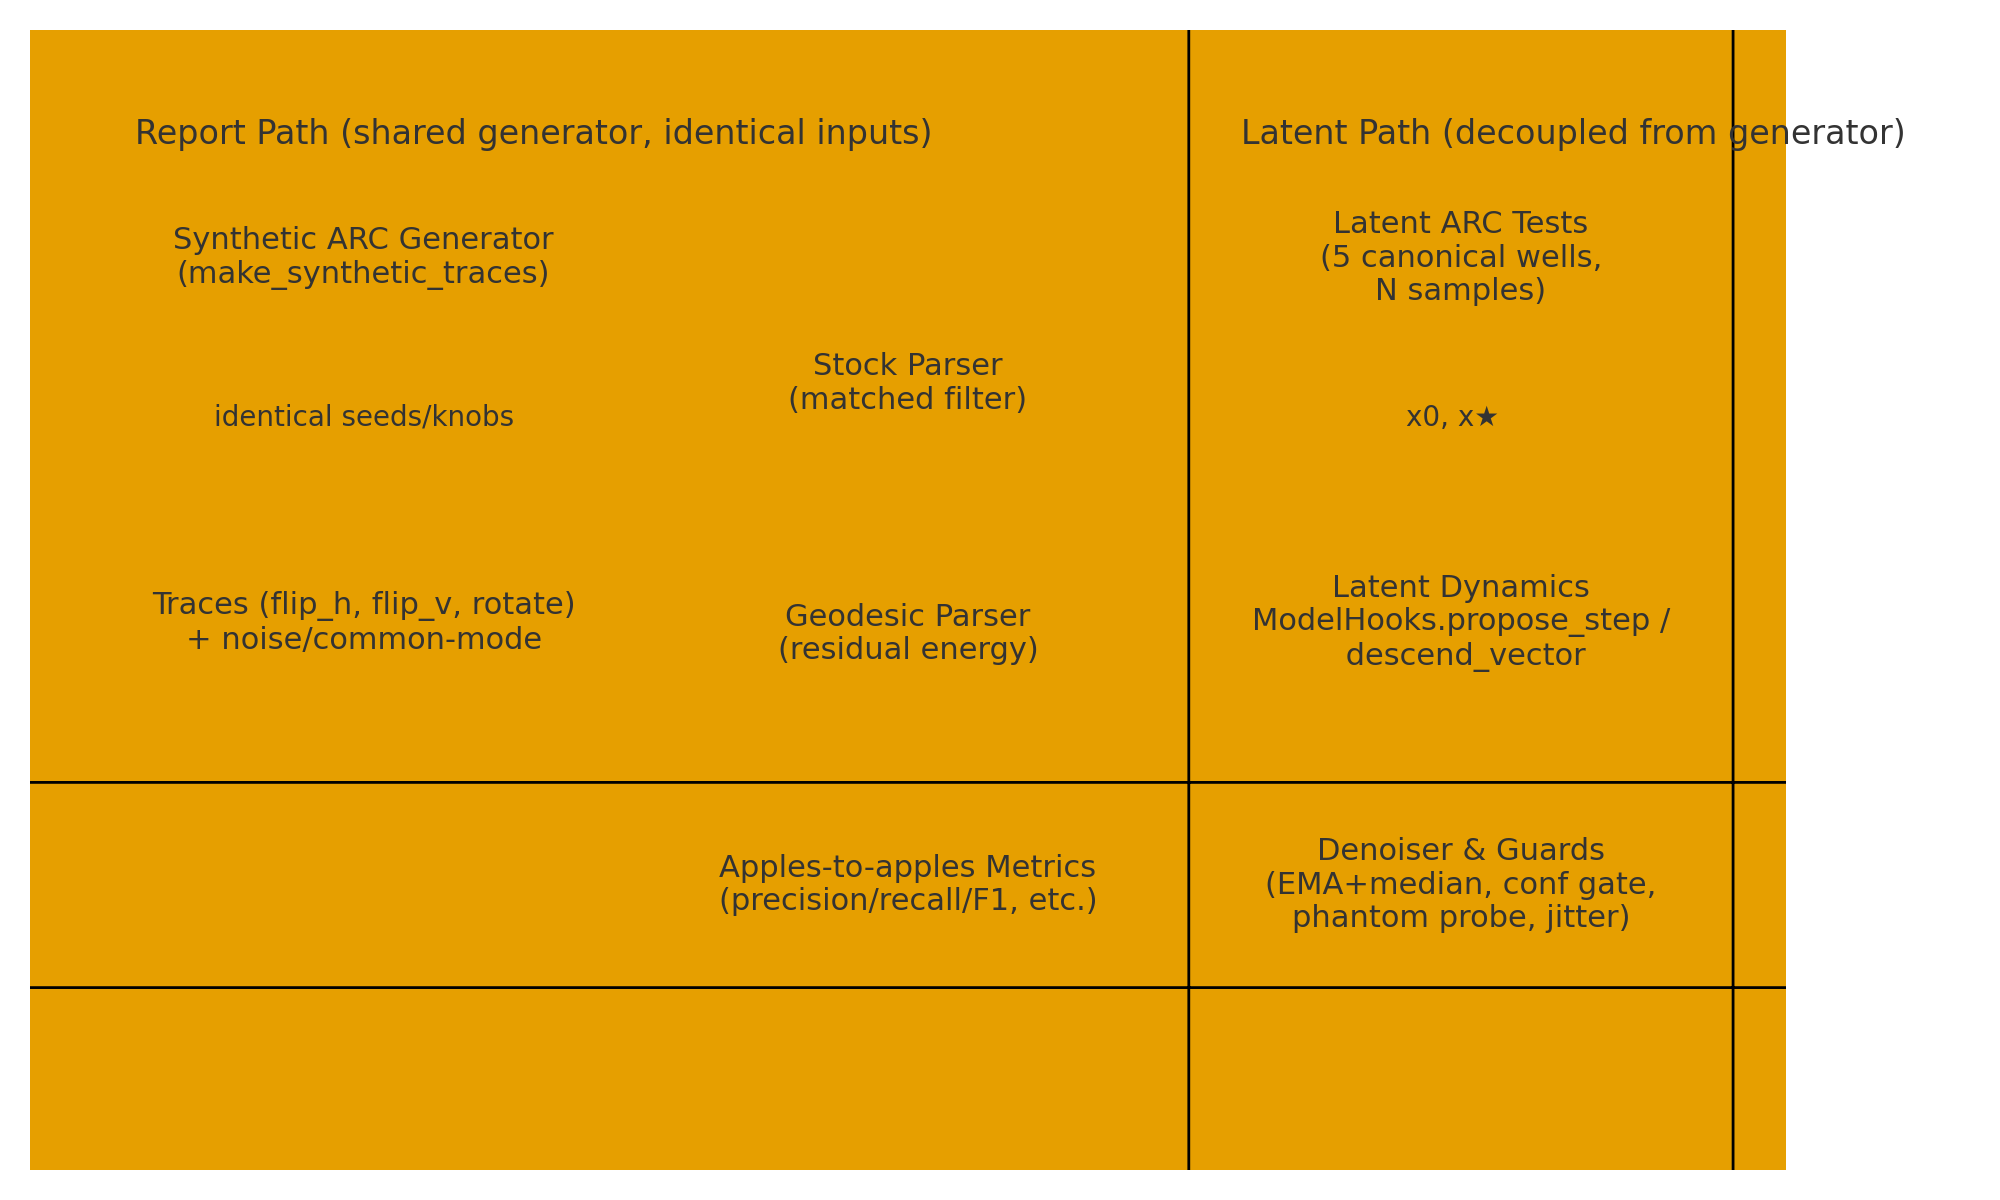 Report Path (shared generator, identical inputs)
Synthetic ARC Generator
(make_synthetic_traces)
identical seeds/knobs
Traces (flip_h, flip_v, rotate)
+ noise/common-mode
Stock Parser
(matched filter)
Geodesic Parser
(residual energy)
Apples-to-apples Metrics
(precision/recall/F1, etc.)
Latent Path (decoupled from generator)
Latent ARC Tests
(5 canonical wells,
N samples)
x0, x★
Latent Dynamics
ModelHooks.propose_step /
descend_vector
Denoiser & Guards
(EMA+median, conf gate,
phantom probe, jitter)